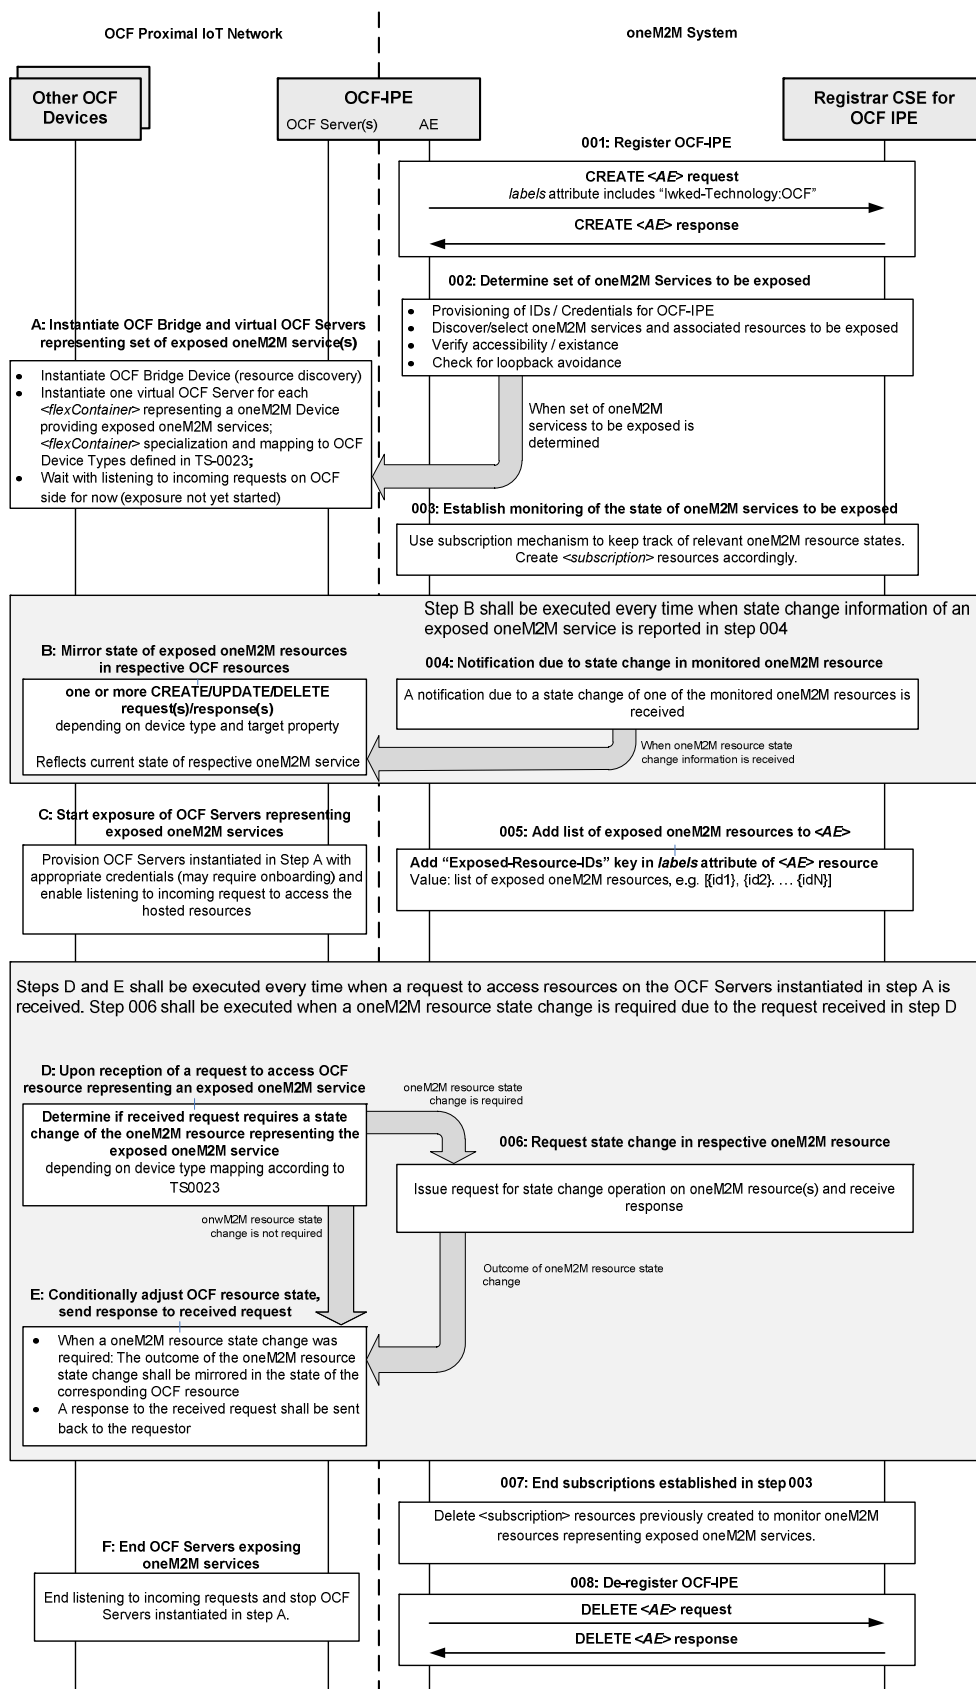 OCF Proximal IoT Network
oneM2M System
Other OCF
Devices
OCF-IPE
OCF Server(s)
AE
Registrar CSE for
OCF IPE
001: Register OCF-IPE
CREATE <AE> request
labels attribute includes “Iwked-Technology:OCF”
CREATE <AE> response
002: Determine set of oneM2M Services to be exposed
• Provisioning of IDs / Credentials for OCF-IPE
• Discover/select oneM2M services and associated resources to be exposed
• Verify accessibility / existance
• Check for loopback avoidance
A: Instantiate OCF Bridge and virtual OCF Servers
representing set of exposed oneM2M service(s)
• Instantiate OCF Bridge Device (resource discovery)
• Instantiate one virtual OCF Server for each
<flexContainer> representing a oneM2M Device
providing exposed oneM2M services;
<flexContainer> specialization and mapping to OCF
Device Types defined in TS-0023;
• Wait with listening to incoming requests on OCF
side for now (exposure not yet started)
When set of oneM2M
servicess to be exposed is
determined
003: Establish monitoring of the state of oneM2M services to be exposed
Use subscription mechanism to keep track of relevant oneM2M resource states.
Create <subscription> resources accordingly.
Step B shall be executed every time when state change information of an
exposed oneM2M service is reported in step 004
B: Mirror state of exposed oneM2M resources
in respective OCF resources
one or more CREATE/UPDATE/DELETE
request(s)/response(s)
depending on device type and target property
Reflects current state of respective oneM2M service
004: Notification due to state change in monitored oneM2M resource
A notification due to a state change of one of the monitored oneM2M resources is
received
When oneM2M resource state
change information is received
C: Start exposure of OCF Servers representing
exposed oneM2M services
Provision OCF Servers instantiated in Step A with
appropriate credentials (may require onboarding) and
enable listening to incoming request to access the
hosted resources
005: Add list of exposed oneM2M resources to <AE>
Add “Exposed-Resource-IDs” key in labels attribute of <AE> resource
Value: list of exposed oneM2M resources, e.g. [{id1}, {id2}. … {idN}]
Steps D and E shall be executed every time when a request to access resources on the OCF Servers instantiated in step A is
received. Step 006 shall be executed when a oneM2M resource state change is required due to the request received in step D
D: Upon reception of a request to access OCF
resource representing an exposed oneM2M service
Determine if received request requires a state
change of the oneM2M resource representing the
exposed oneM2M service
depending on device type mapping according to
TS0023
oneM2M resource state
change is required
006: Request state change in respective oneM2M resource
Issue request for state change operation on oneM2M resource(s) and receive
response
onwM2M resource state
change is not required
Outcome of oneM2M resource state
change
E: Conditionally adjust OCF resource state,
send response to received request
• When a oneM2M resource state change was
required: The outcome of the oneM2M resource
state change shall be mirrored in the state of the
corresponding OCF resource
• A response to the received request shall be sent
back to the requestor
007: End subscriptions established in step 003
Delete <subscription> resources previously created to monitor oneM2M
resources representing exposed oneM2M services.
F: End OCF Servers exposing
oneM2M services
End listening to incoming requests and stop OCF
Servers instantiated in step A.
008: De-register OCF-IPE
DELETE <AE> request
DELETE <AE> response